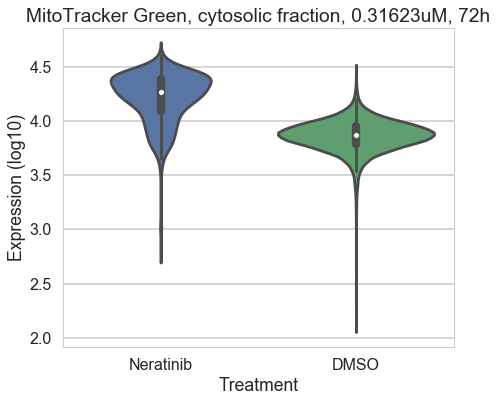 MitoTracker Green, cytosolic fraction, 0.31623uM, 72h
Expression (log10)
4.5
4.0
3.5
3.0
2.5
2.0
Neratinib DMSO
Treatment